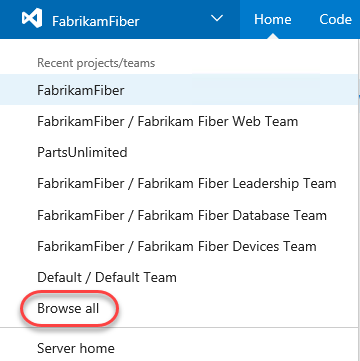 FabrikamFiber
Home
Code
Recent projects/teams
FabrikamFiber
FabrikamFiber / Fabrikam Fiber Web Team
PartsUnlimited
FabrikamFiber / Fabrikam Fiber Leadership Team
FabrikamFiber / Fabrikam Fiber Database Team
FabrikamFiber / Fabrikam Fiber Devices Team
Default / Default Team
Browse all
Server home